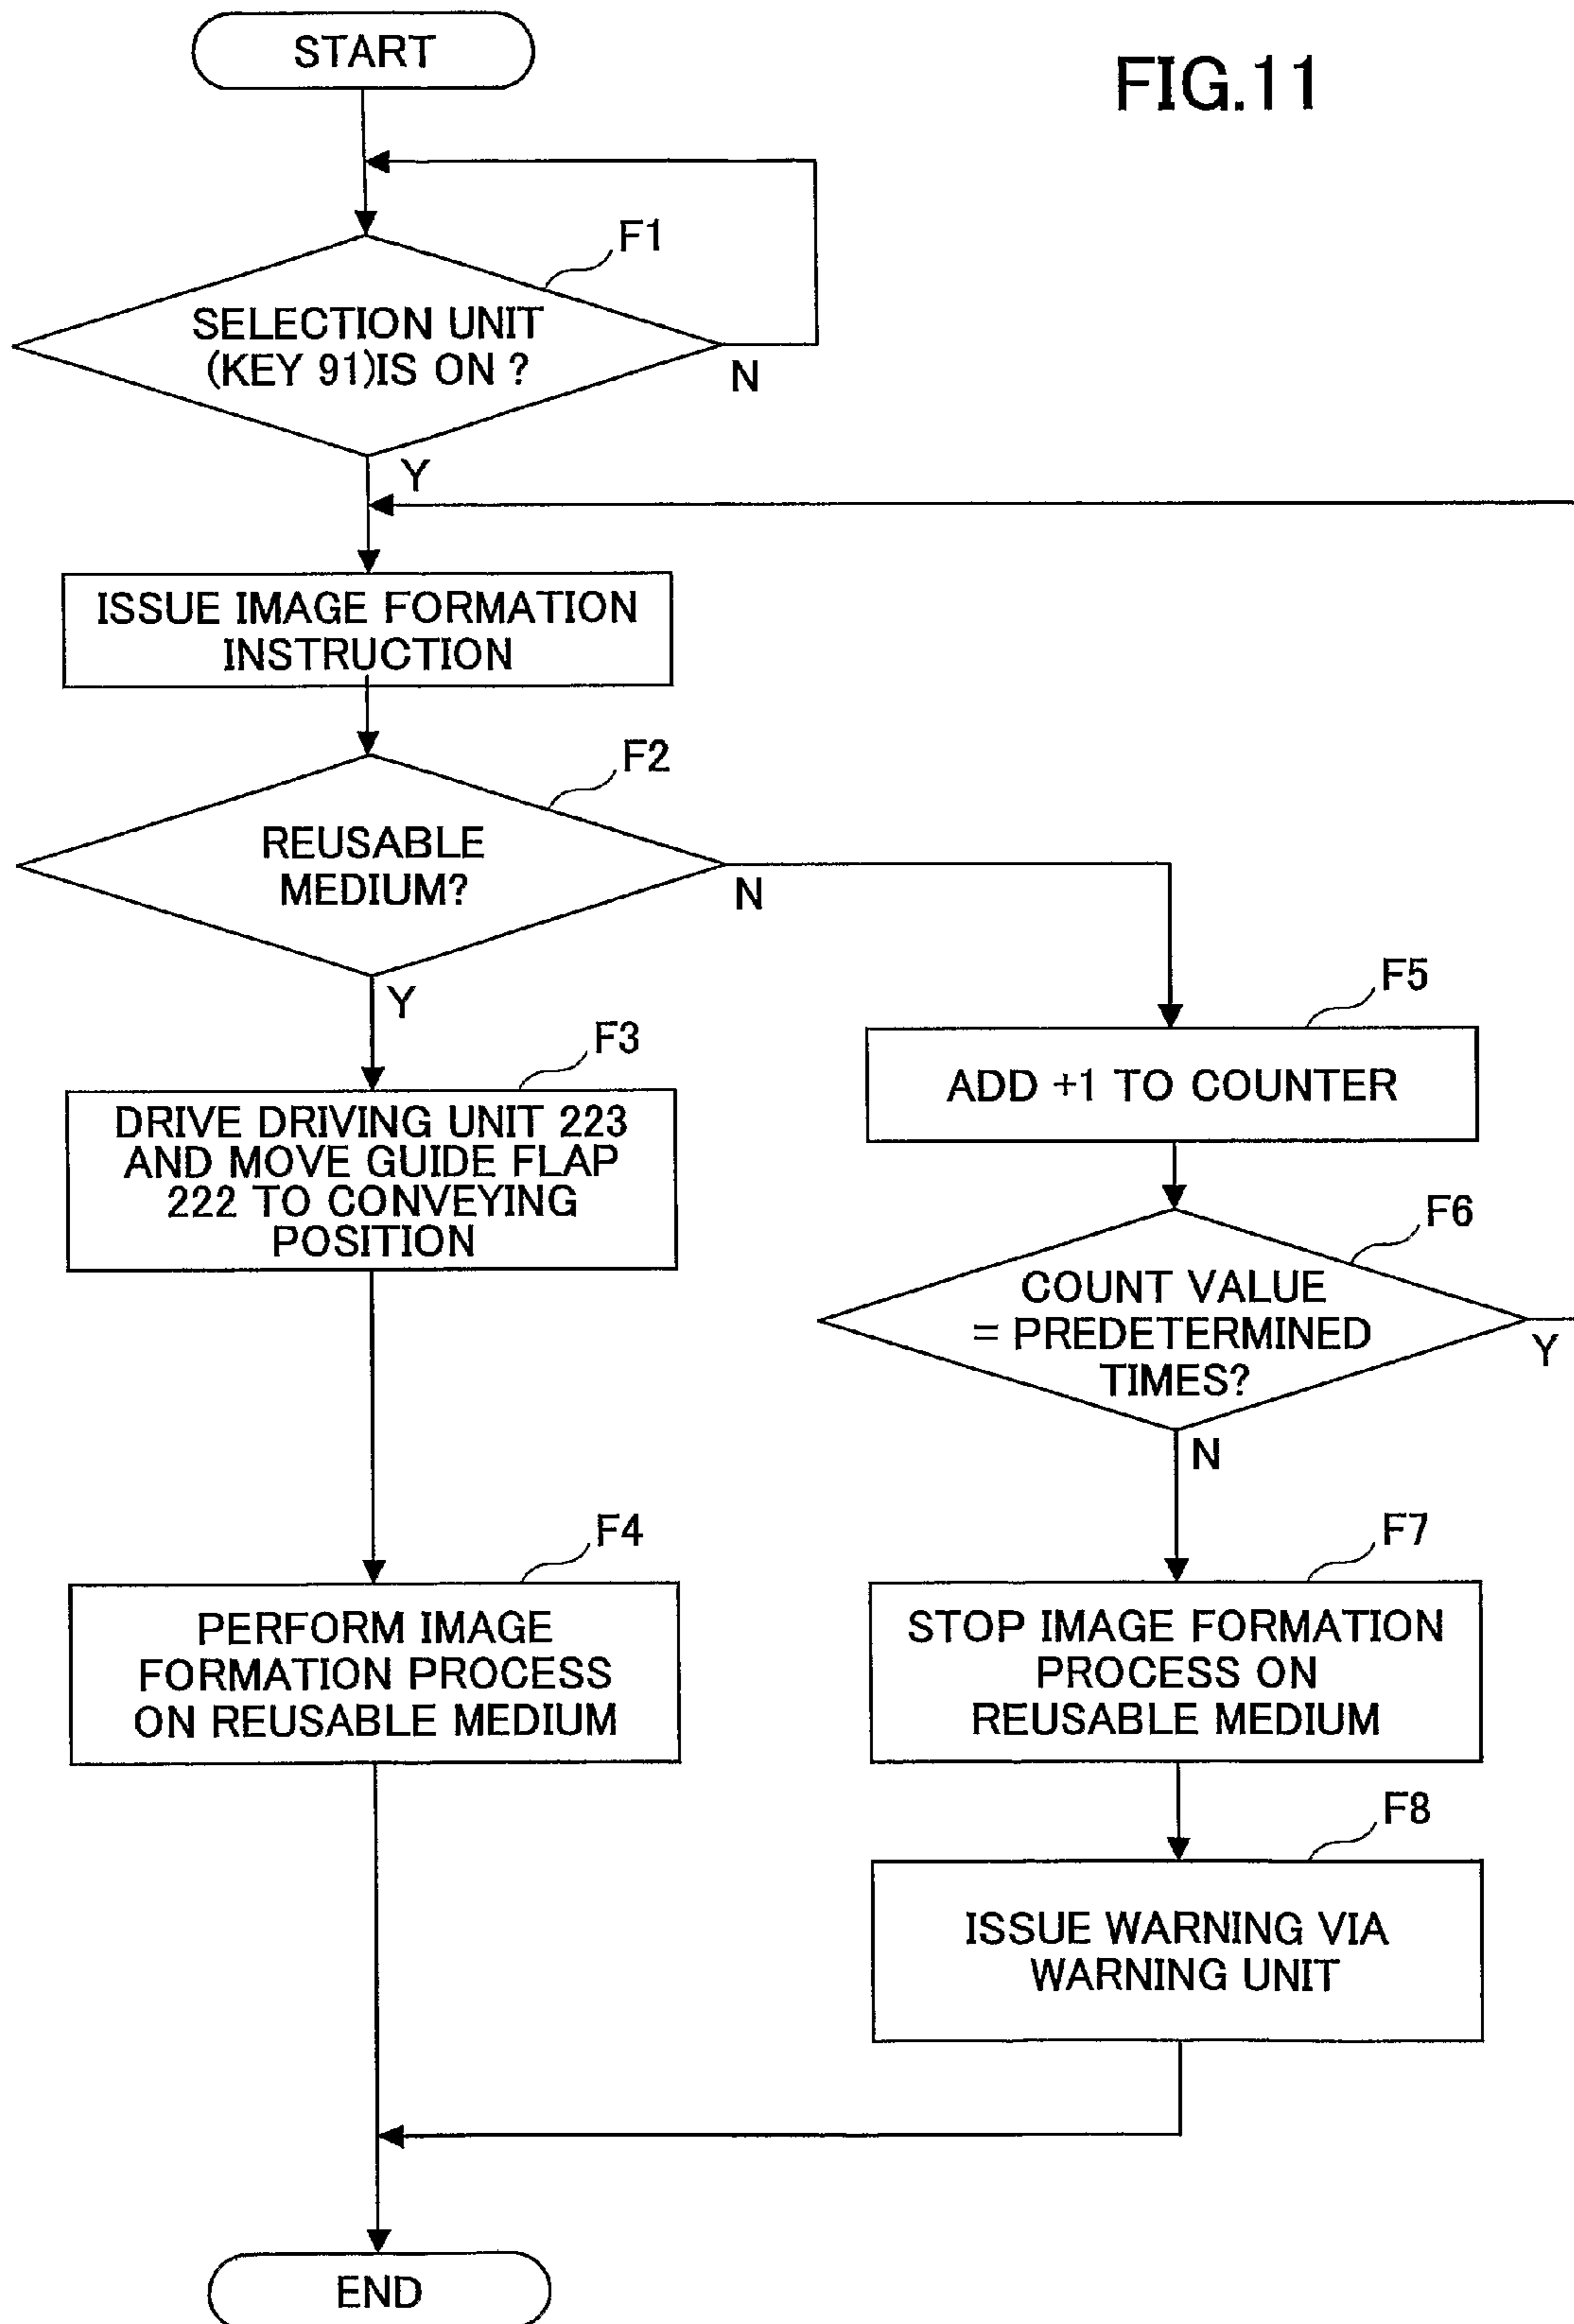 START
FIG.11
F1
SELECTION UNIT
(KEY 91)IS ON ?
N
Y
ISSUE IMAGE FORMATION
INSTRUCTION
F2
REUSABLE
MEDIUM?
N
Y
F3
DRIVE DRIVING UNIT 223
AND MOVE GUIDE FLAP
222 TO CONVEYING
POSITION
F4
PERFORM IMAGE
FORMATION PROCESS
ON REUSABLE MEDIUM
F5
ADD +1 TO COUNTER
F6
COUNT VALUE
= PREDETERMINED
TIMES?
Y
N
F7
STOP IMAGE FORMATION
PROCESS ON
REUSABLE MEDIUM
F8
ISSUE WARNING VIA
WARNING UNIT
END